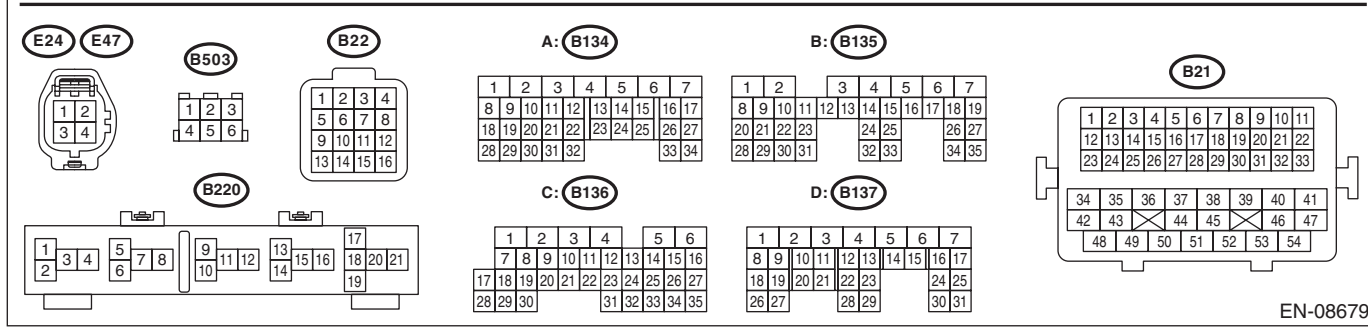 E24 E47
1 2
3 4
B503
1 2 3
4 5 6
B22
1 2 3 4
5 6 7 8
9 10 11 12
13 14 15 16
A: B134
1 2 3 4 5 6 7
8 9 10 11 12 13 14 15 16 17
18 19 20 21 22 23 24 25 26 27
28 29 30 31 32 33 34
B: B135
1 2 3 4 5 6 7
8 9 10 11 12 13 14 15 16 17 18 19
20 21 22 23 24 25 26 27
28 29 30 31 32 33 34 35
B21
1 2 3 4 5 6 7 8 9 10 11
12 13 14 15 16 17 18 19 20 21 22
23 24 25 26 27 28 29 30 31 32 33
34 35 36 37 38 39 40 41
42 43 44 45 46 47
48 49 50 51 52 53 54
B220
1 2 3 4
5 6 7 8
9 10 11 12
13 14 15 16
17 18 19 20 21
C: B136
1 2 3 4 5 6
7 8 9 10 11 12 13 14 15 16
17 18 19 20 21 22 23 24 25 26 27
28 29 30 31 32 33 34 35
D: B137
1 2 3 4 5 6 7
8 9 10 11 12 13 14 15 16 17
18 19 20 21 22 23 24 25
26 27 28 29 30 31
EN-08679